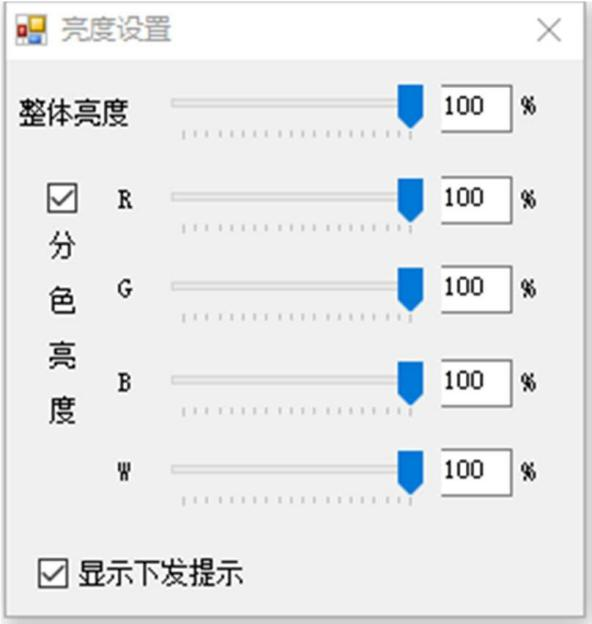 亮度设置
整体亮度 100 %
R 100 %
分色亮度
G 100 %
B 100 %
W 100 %
显示下发提示